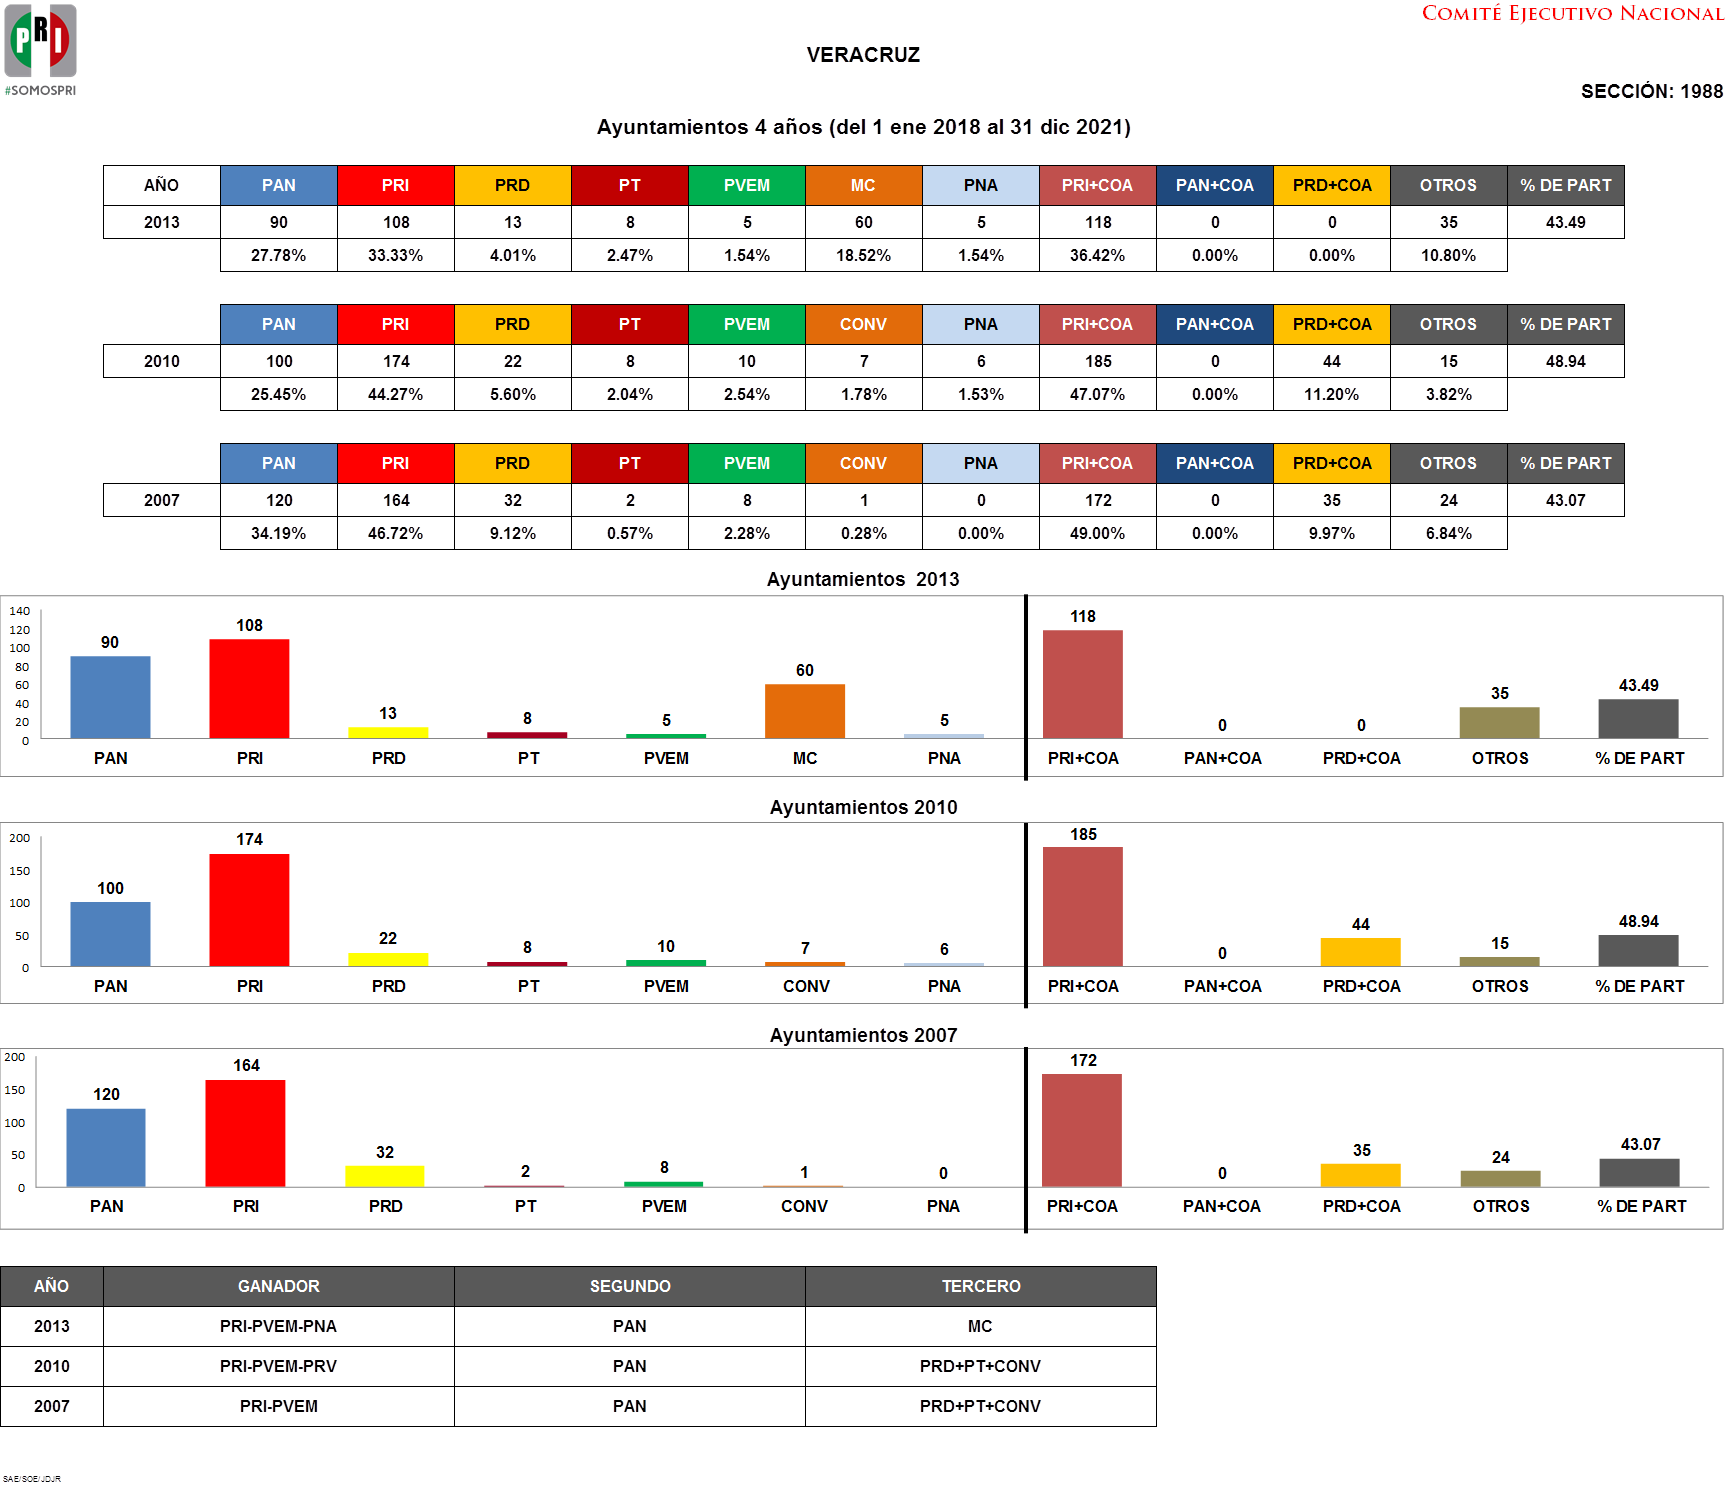 PRI
#SOMOSPRI
COMITÉ EJECUTIVO NACIONAL
VERACRUZ
SECCIÓN: 1988
Ayuntamientos 4 años (del 1 ene 2018 al 31 dic 2021)
AÑO PAN PRI PRD PT PVEM MC PNA PRI+COA PAN+COA PRD+COA OTROS % DE PART
2013 90 108 13 8 5 60 5 118 0 0 35 43.49
27.78% 33.33% 4.01% 2.47% 1.54% 18.52% 1.54% 36.42% 0.00% 0.00% 10.80%
PAN PRI PRD PT PVEM CONV PNA PRI+COA PAN+COA PRD+COA OTROS % DE PART
2010 100 174 22 8 10 7 6 185 0 44 15 48.94
25.45% 44.27% 5.60% 2.04% 2.54% 1.78% 1.53% 47.07% 0.00% 11.20% 3.82%
PAN PRI PRD PT PVEM CONV PNA PRI+COA PAN+COA PRD+COA OTROS % DE PART
2007 120 164 32 2 8 1 0 172 0 35 24 43.07
34.19% 46.72% 9.12% 0.57% 2.28% 0.28% 0.00% 49.00% 0.00% 9.97% 6.84%
Ayuntamientos 2013
140
120
100
80
60
40
20
0
90 108 13 8 5 60 5 118 0 0 35 43.49
PAN PRI PRD PT PVEM MC PNA PRI+COA PAN+COA PRD+COA OTROS % DE PART
Ayuntamientos 2010
200
150
100
50
0
100 174 22 8 10 7 6 185 0 44 15 48.94
PAN PRI PRD PT PVEM CONV PNA PRI+COA PAN+COA PRD+COA OTROS % DE PART
Ayuntamientos 2007
200
150
100
50
0
120 164 32 2 8 1 0 172 0 35 24 43.07
PAN PRI PRD PT PVEM CONV PNA PRI+COA PAN+COA PRD+COA OTROS % DE PART
AÑO GANADOR SEGUNDO TERCERO
2013 PRI-PVEM-PNA PAN MC
2010 PRI-PVEM-PRV PAN PRD+PT+CONV
2007 PRI-PVEM PAN PRD+PT+CONV
SAE/SOE/JDJR